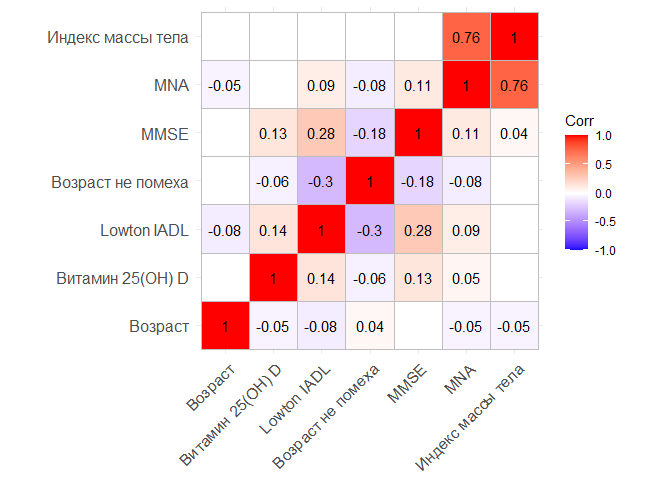 Индекс массы тела 0.76 1
MNA -0.05 0.09 -0.08 0.11 1 0.76
MMSE 0.13 0.28 -0.18 1 0.11 0.04
Возраст не помеха -0.06 -0.3 1 -0.18 -0.08
Lowton IADL -0.08 0.14 1 -0.3 0.28 0.09
Витамин 25(OH) D 1 0.14 -0.06 0.13 0.05
Возраст 1 -0.05 -0.08 0.04 -0.05 -0.05
Возраст
Витамин 25(OH) D
Lowton IADL
Возраст не помеха
MMSE
MNA
Индекс массы тела
Corr
1.0
0.5
0.0
-0.5
-1.0